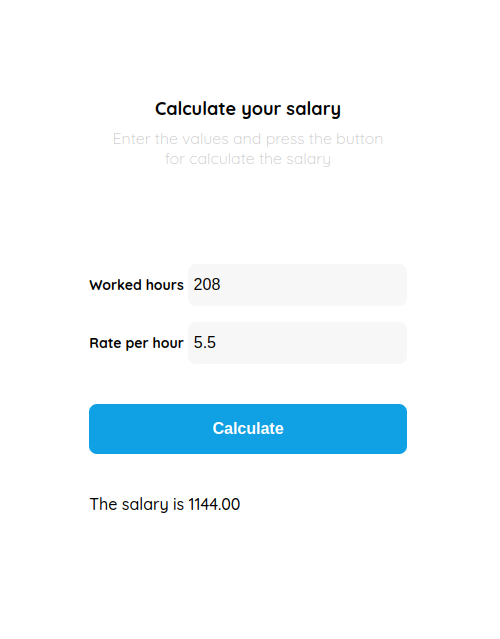 Calculate your salary
Enter the values and press the button
for calculate the salary
Worked hours 208
Rate per hour 5.5
Calculate
The salary is 1144.00